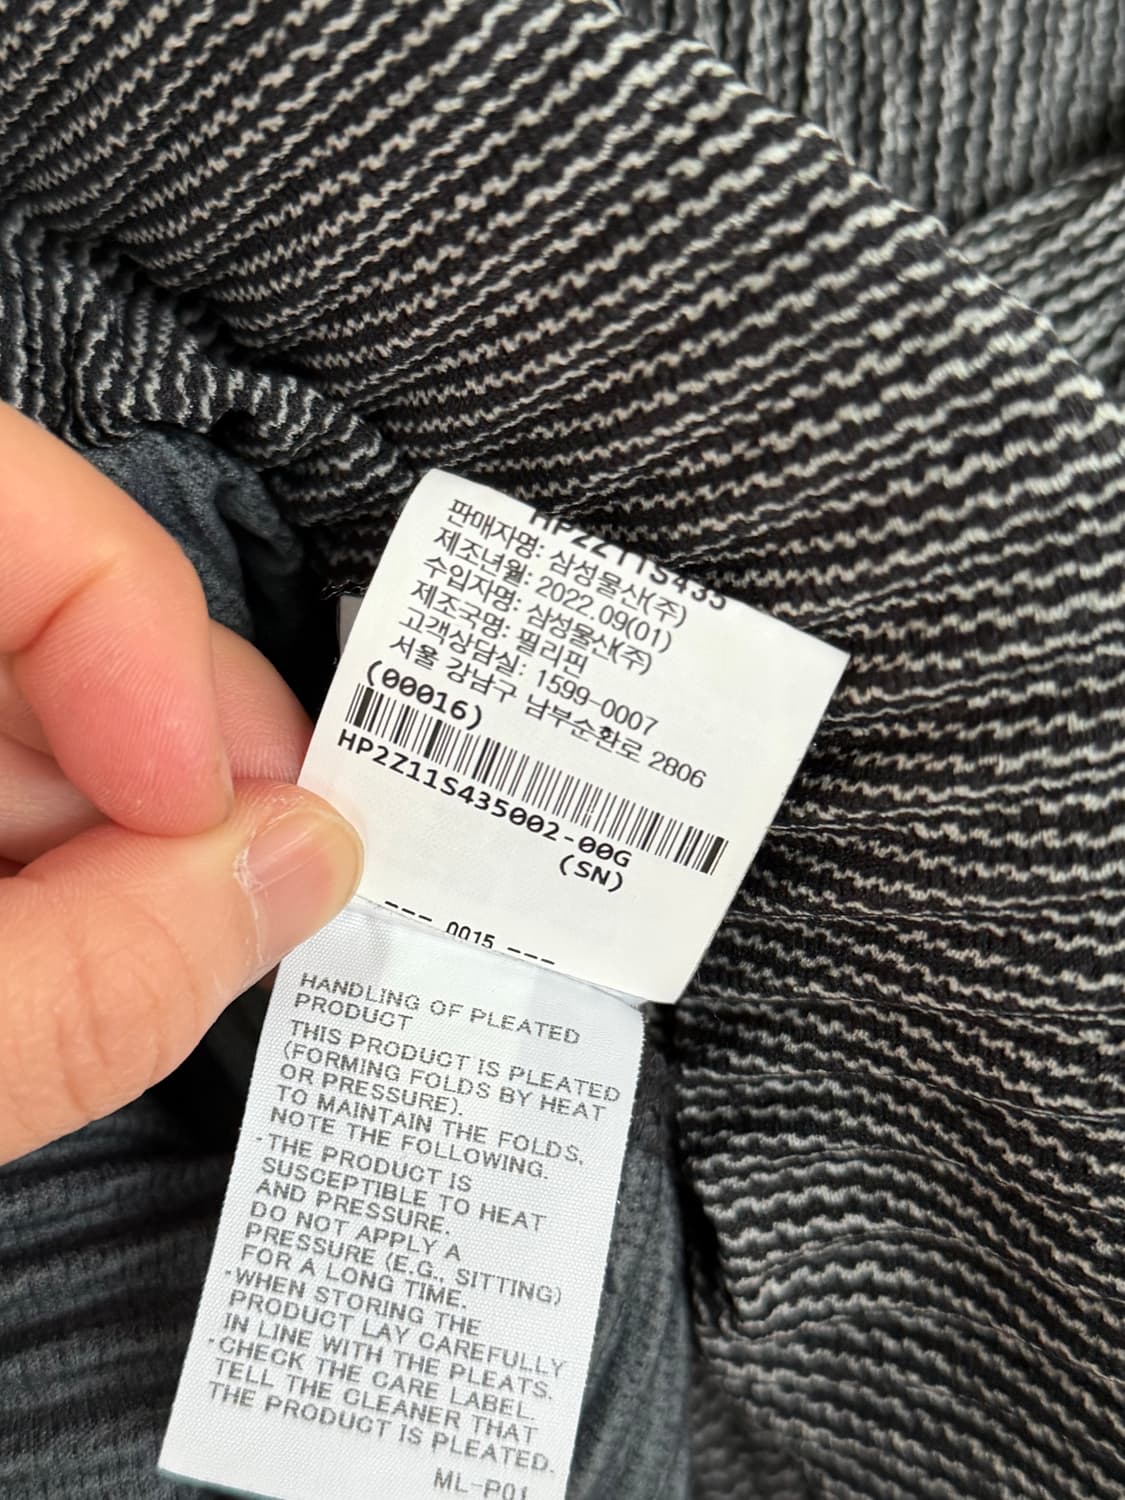 HP2Z11S435
판매자명: 삼성물산(주)
제조년월: 2022.09(01)
수입자명: 삼성물산(주)
제조국명: 필리핀
고객상담실: 1599-0007
서울 강남구 남부순환로 2806
(00016)
HP2Z11S435002-00G
(SN)
--- 0015 ---
HANDLING OF PLEATED
PRODUCT
THIS PRODUCT IS PLEATED
(FORMING FOLDS BY HEAT
OR PRESSURE).
TO MAINTAIN THE FOLDS,
NOTE THE FOLLOWING.
-THE PRODUCT IS
SUSCEPTIBLE TO HEAT
AND PRESSURE.
DO NOT APPLY A
PRESSURE (E.G., SITTING)
FOR A LONG TIME.
-WHEN STORING THE
PRODUCT LAY CAREFULLY
IN LINE WITH THE PLEATS.
-CHECK THE CARE LABEL.
TELL THE CLEANER THAT
THE PRODUCT IS PLEATED.
ML-P01